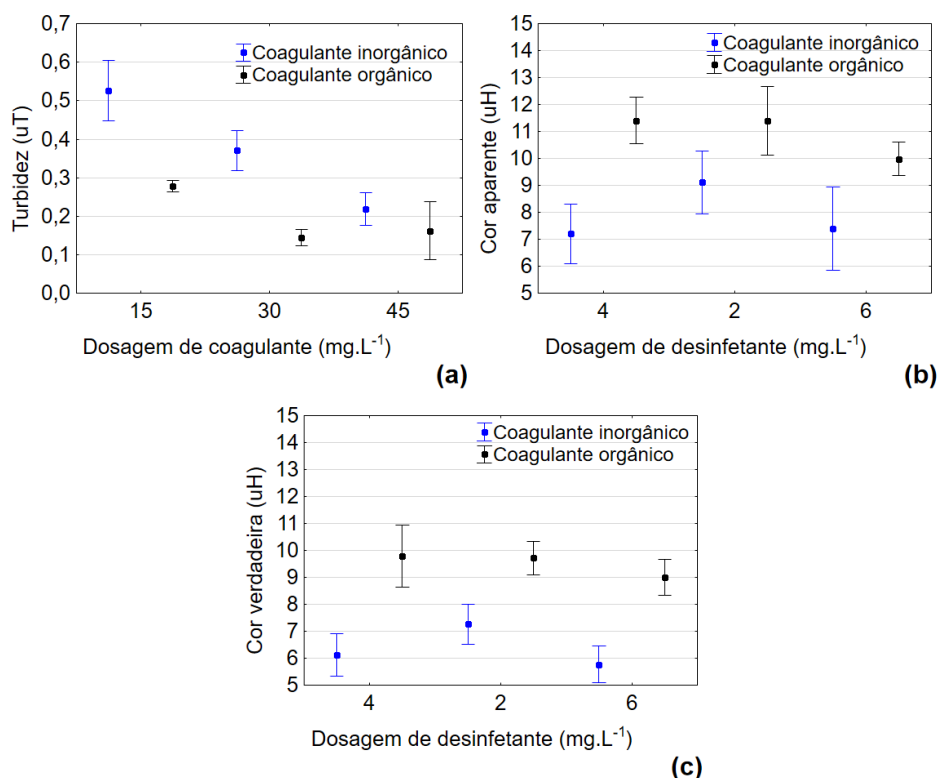 0,7
0,6
0,5
0,4
0,3
0,2
0,1
0,0
Turbidez (uT)
Coagulante inorgânico
Coagulante orgânico
15 30 45
Dosagem de coagulante (mg.L⁻¹)
(a)
15
14
13
12
11
10
9
8
7
6
5
Cor aparente (uH)
Coagulante inorgânico
Coagulante orgânico
4 2 6
Dosagem de desinfetante (mg.L⁻¹)
(b)
15
14
13
12
11
10
9
8
7
6
5
Cor verdadeira (uH)
Coagulante inorgânico
Coagulante orgânico
4 2 6
Dosagem de desinfetante (mg.L⁻¹)
(c)